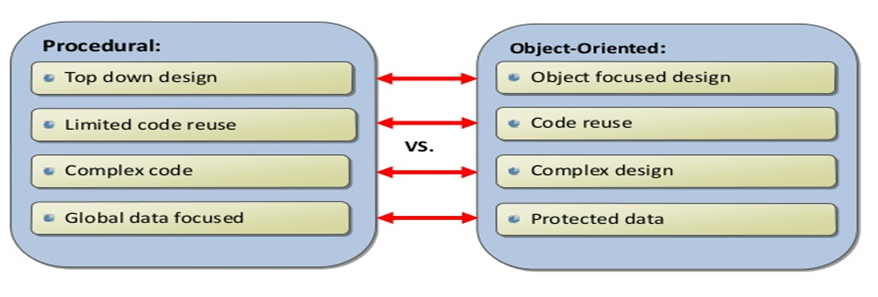 Procedural:
Top down design
Limited code reuse
Complex code
Global data focused
vs.
Object-Oriented:
Object focused design
Code reuse
Complex design
Protected data